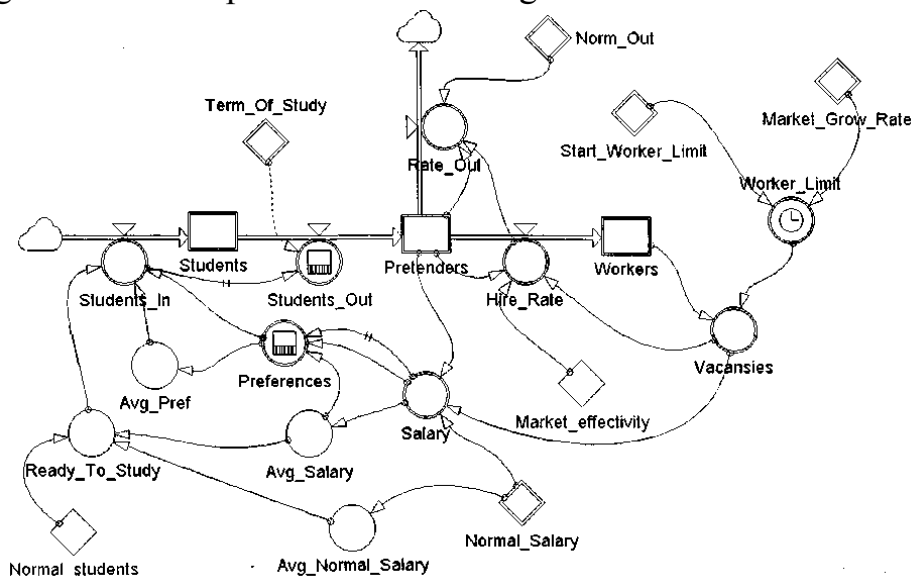 Norm_Out
Term_Of_Study
Market_Grow_Rate
Start_Worker_Limit
Rate_Out
Worker_Limit
Students
Pretenders
Workers
Students_In
Students_Out
Hire_Rate
Vacansies
Preferences
Avg_Pref
Market_effectivity
Salary
Ready_To_Study
Avg_Salary
Normal_Salary
Avg_Normal_Salary
Normal_students